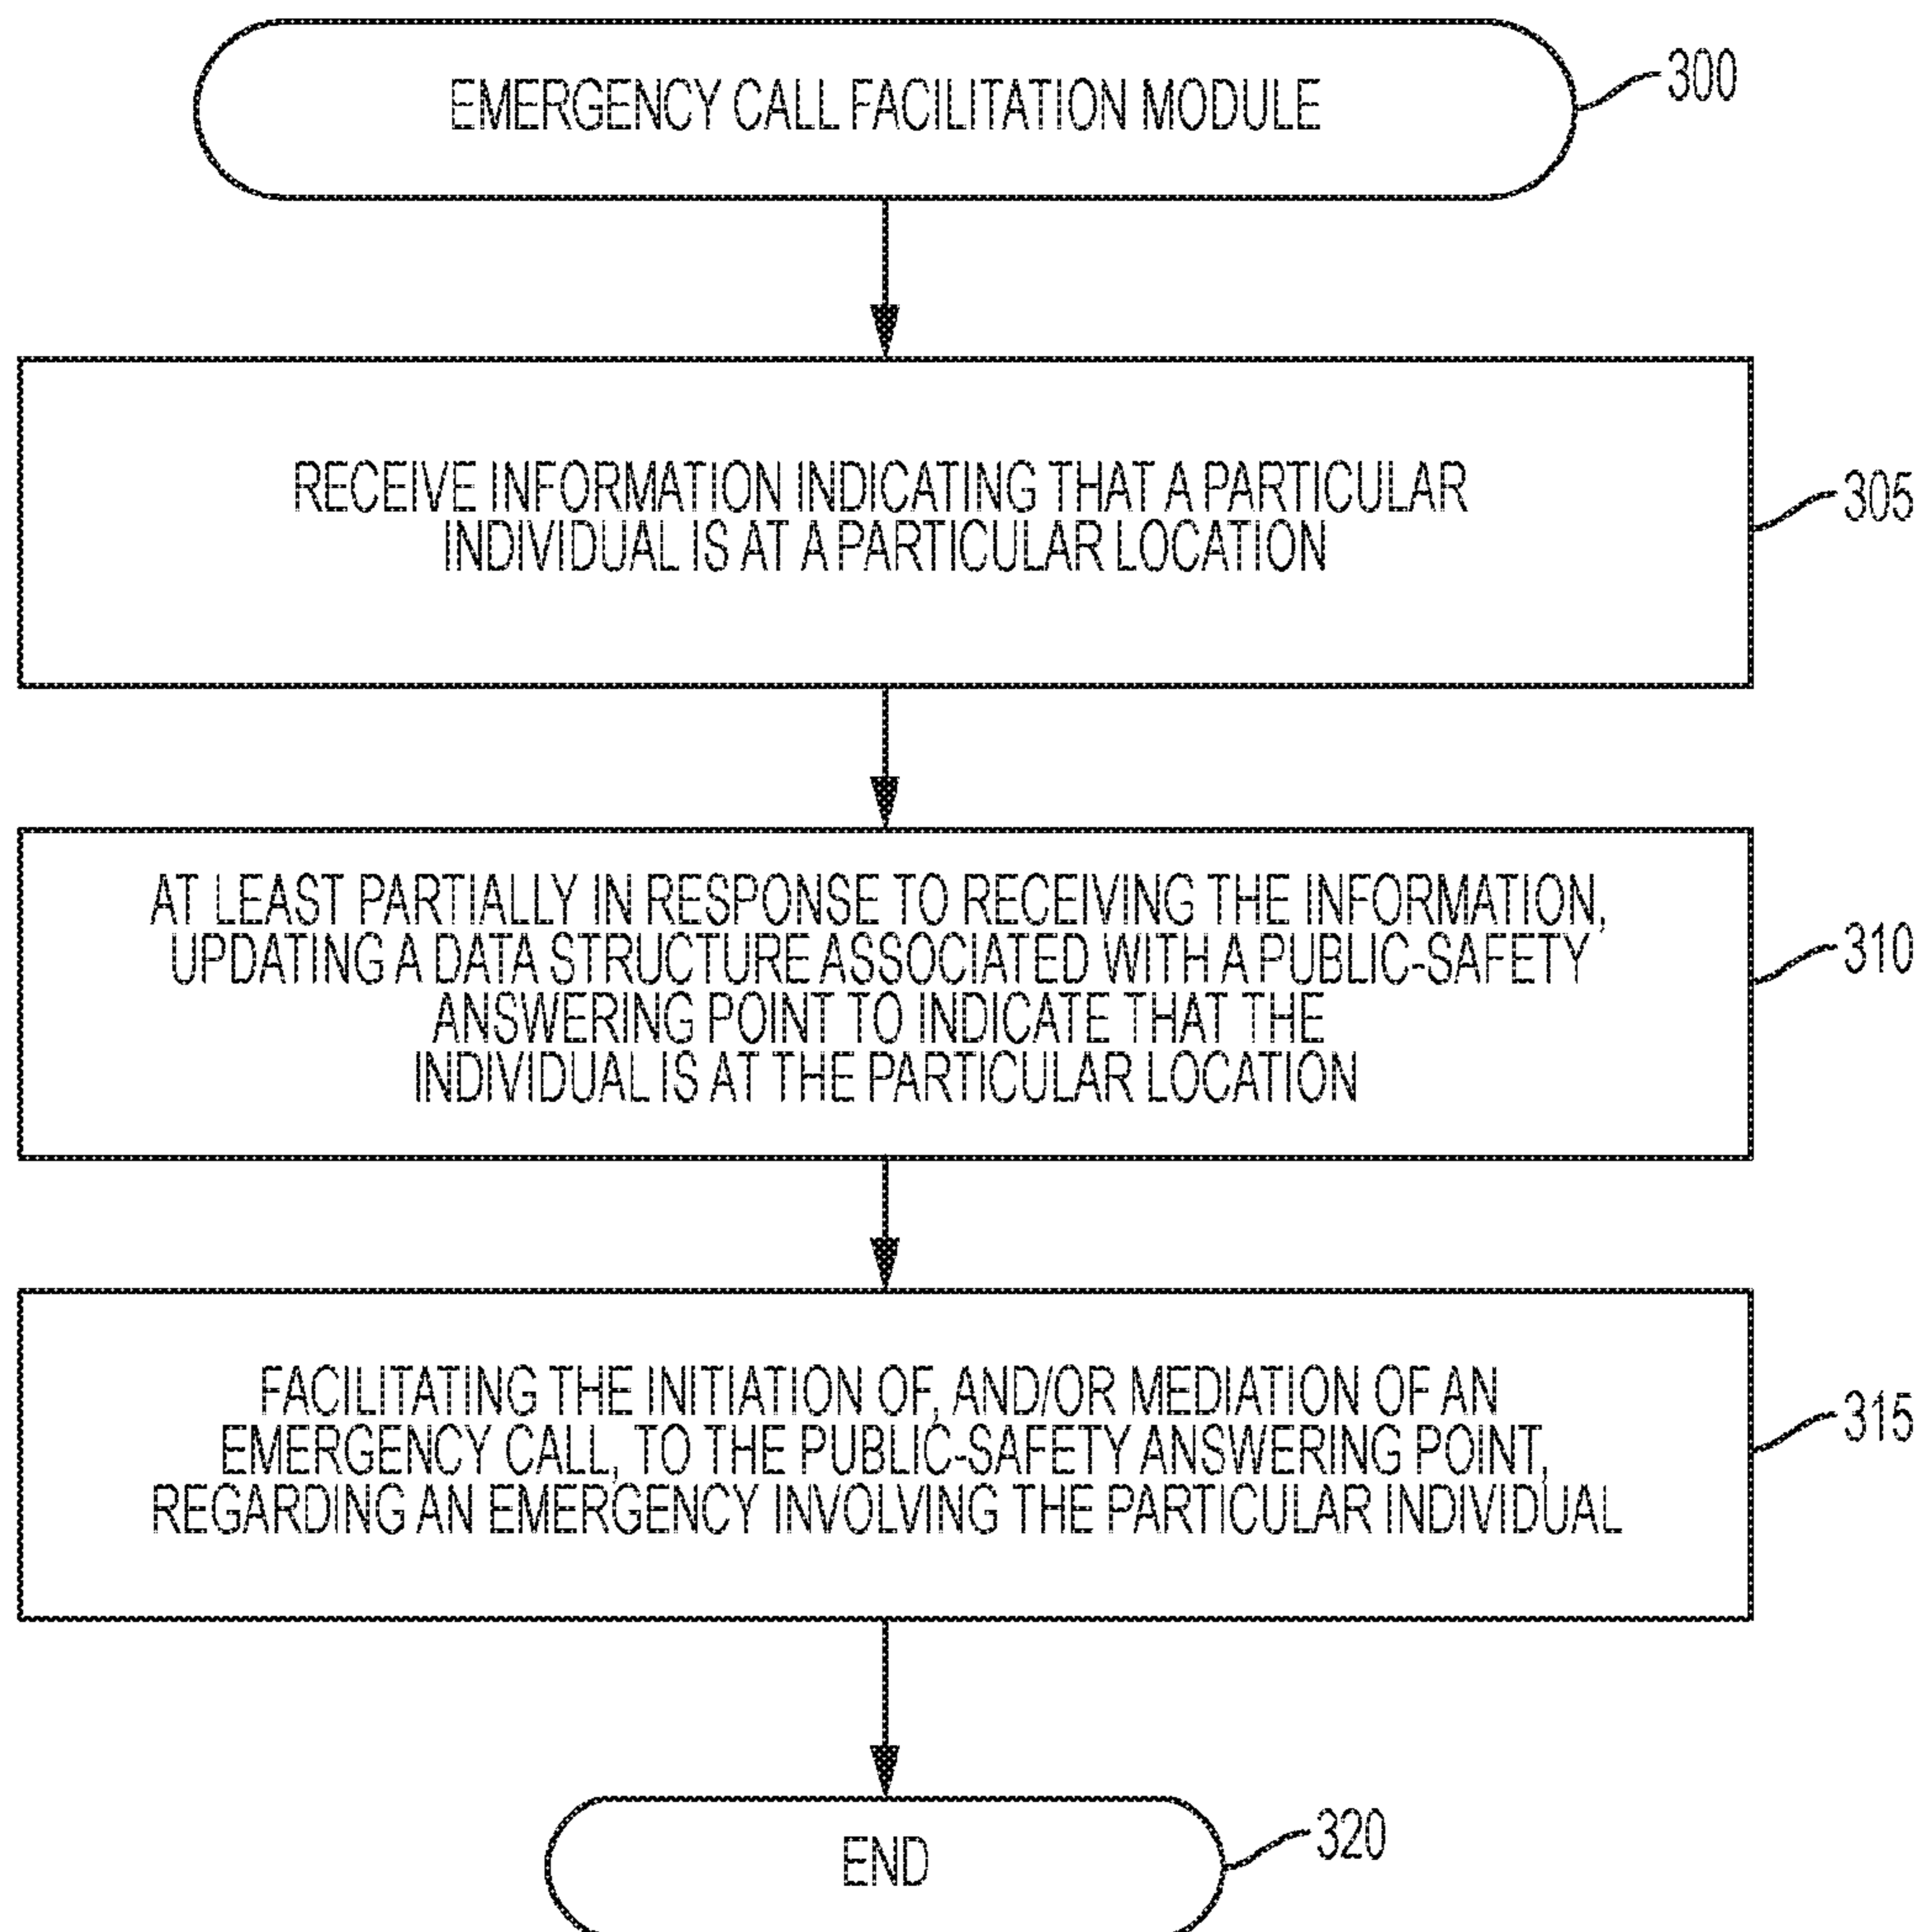 EMERGENCY CALL FACILITATION MODULE
300
RECEIVE INFORMATION INDICATING THAT A PARTICULAR
INDIVIDUAL IS AT A PARTICULAR LOCATION
305
AT LEAST PARTIALLY IN RESPONSE TO RECEIVING THE INFORMATION,
UPDATING A DATA STRUCTURE ASSOCIATED WITH A PUBLIC-SAFETY
ANSWERING POINT TO INDICATE THAT THE
INDIVIDUAL IS AT THE PARTICULAR LOCATION
310
FACILITATING THE INITIATION OF, AND/OR MEDIATION OF AN
EMERGENCY CALL, TO THE PUBLIC-SAFETY ANSWERING POINT,
REGARDING AN EMERGENCY INVOLVING THE PARTICULAR INDIVIDUAL
315
END
320